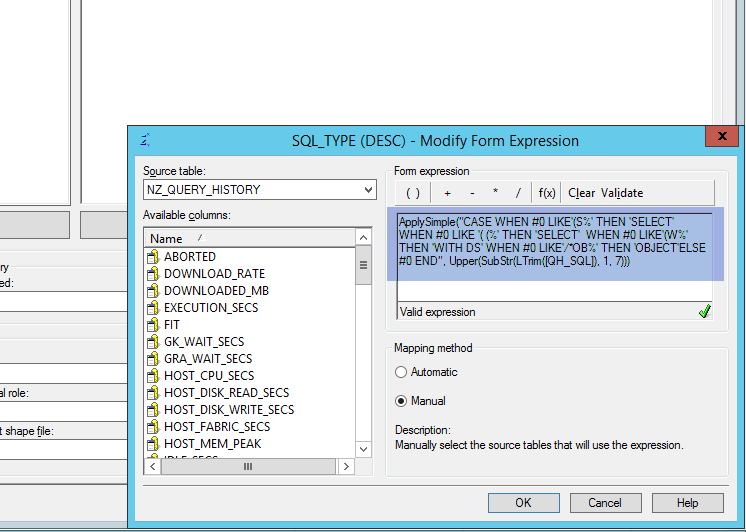 SQL_TYPE (DESC) - Modify Form Expression
x
Source table:
NZ_QUERY_HISTORY
Available columns:
Name
ABORTED
DOWNLOAD_RATE
DOWNLOADED_MB
EXECUTION_SECS
FIT
GK_WAIT_SECS
GRA_WAIT_SECS
HOST_CPU_SECS
HOST_DISK_READ_SECS
HOST_DISK_WRITE_SECS
HOST_FABRIC_SECS
HOST_MEM_PEAK
IDLE_SECS
Form expression
( ) + - * / f(x) Clear Validate
ApplySimple("CASE WHEN #0 LIKE'(S%' THEN 'SELECT'
WHEN #0 LIKE '( (%' THEN 'SELECT'  WHEN #0 LIKE'(W%'
THEN 'WITH DS' WHEN #0 LIKE'/*OB%' THEN 'OBJECT'ELSE
#0 END", Upper(SubStr(LTrim([QH_SQL]), 1, 7)))
Valid expression
Mapping method
Automatic
Manual
Description:
Manually select the source tables that will use the expression.
OK Cancel Help
ry
ed:
al role:
t shape file: